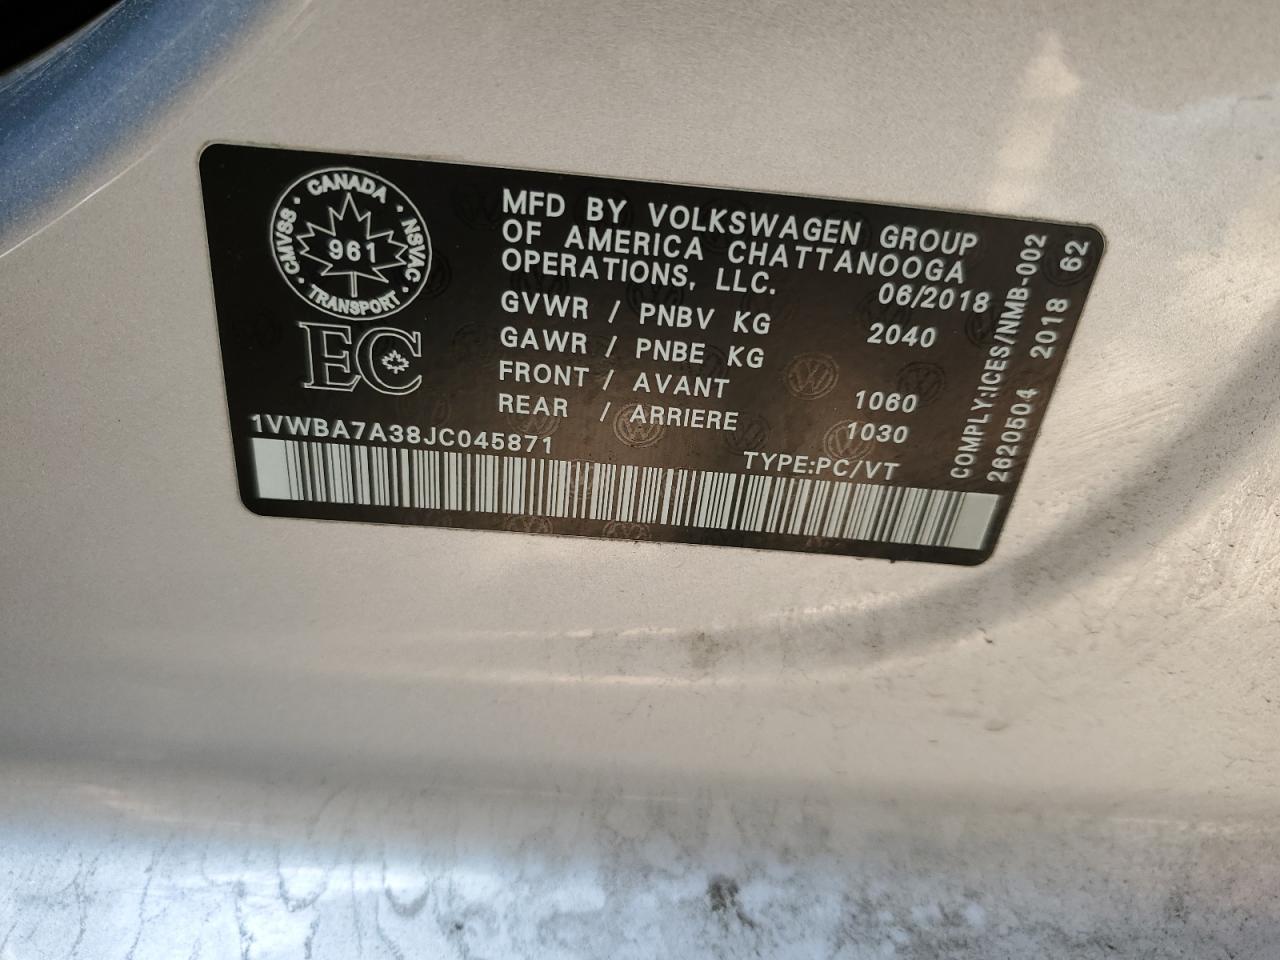 CANADA
CMVSS · NSVAC
961
TRANSPORT
EC
MFD BY VOLKSWAGEN GROUP
OF AMERICA CHATTANOOGA
OPERATIONS, LLC. 06/2018
GVWR / PNBV KG 2040
GAWR / PNBE KG
FRONT / AVANT 1060
REAR / ARRIERE 1030
1VWBA7A38JC045871 TYPE:PC/VT
COMPLY:ICES/NMB-002
2620504 2018 62